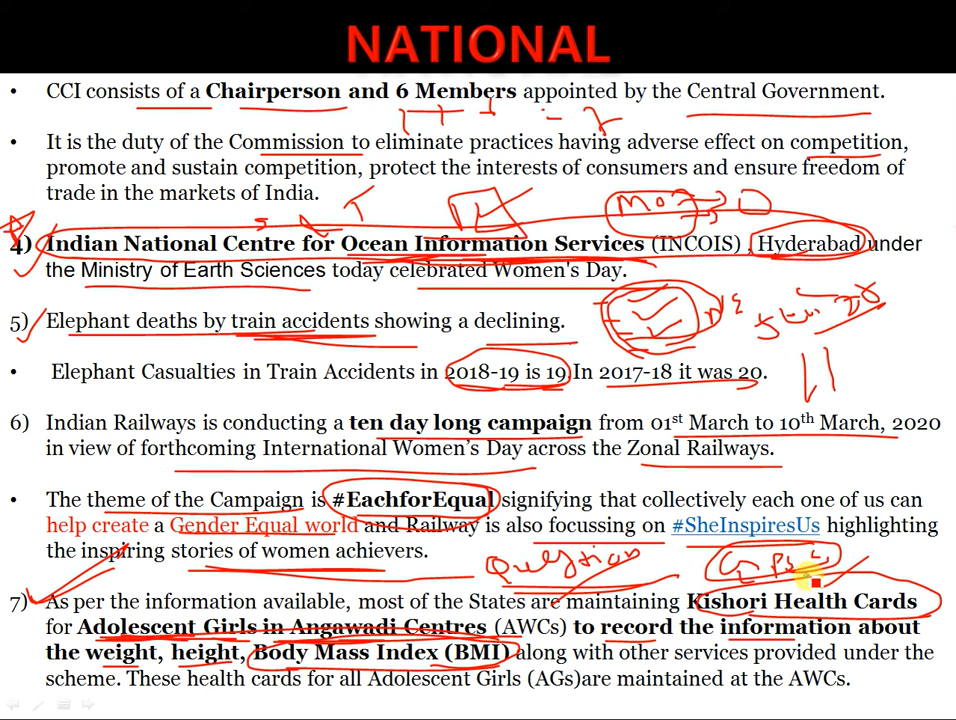 NATIONAL
• CCI consists of a Chairperson and 6 Members appointed by the Central Government.
• It is the duty of the Commission to eliminate practices having adverse effect on competition,
promote and sustain competition, protect the interests of consumers and ensure freedom of
trade in the markets of India.
4) Indian National Centre for Ocean Information Services (INCOIS) , Hyderabad under
the Ministry of Earth Sciences today celebrated Women's Day.
5) Elephant deaths by train accidents showing a declining.
• Elephant Casualties in Train Accidents in 2018-19 is 19.In 2017-18 it was 20.
6) Indian Railways is conducting a ten day long campaign from 01st March to 10th March, 2020
in view of forthcoming International Women's Day across the Zonal Railways.
• The theme of the Campaign is #EachforEqual signifying that collectively each one of us can
help create a Gender Equal world and Railway is also focussing on #SheInspiresUs highlighting
the inspiring stories of women achievers.
Question
7) As per the information available, most of the States are maintaining Kishori Health Cards
for Adolescent Girls in Angawadi Centres (AWCs) to record the information about
the weight, height, Body Mass Index (BMI) along with other services provided under the
scheme. These health cards for all Adolescent Girls (AGs)are maintained at the AWCs.